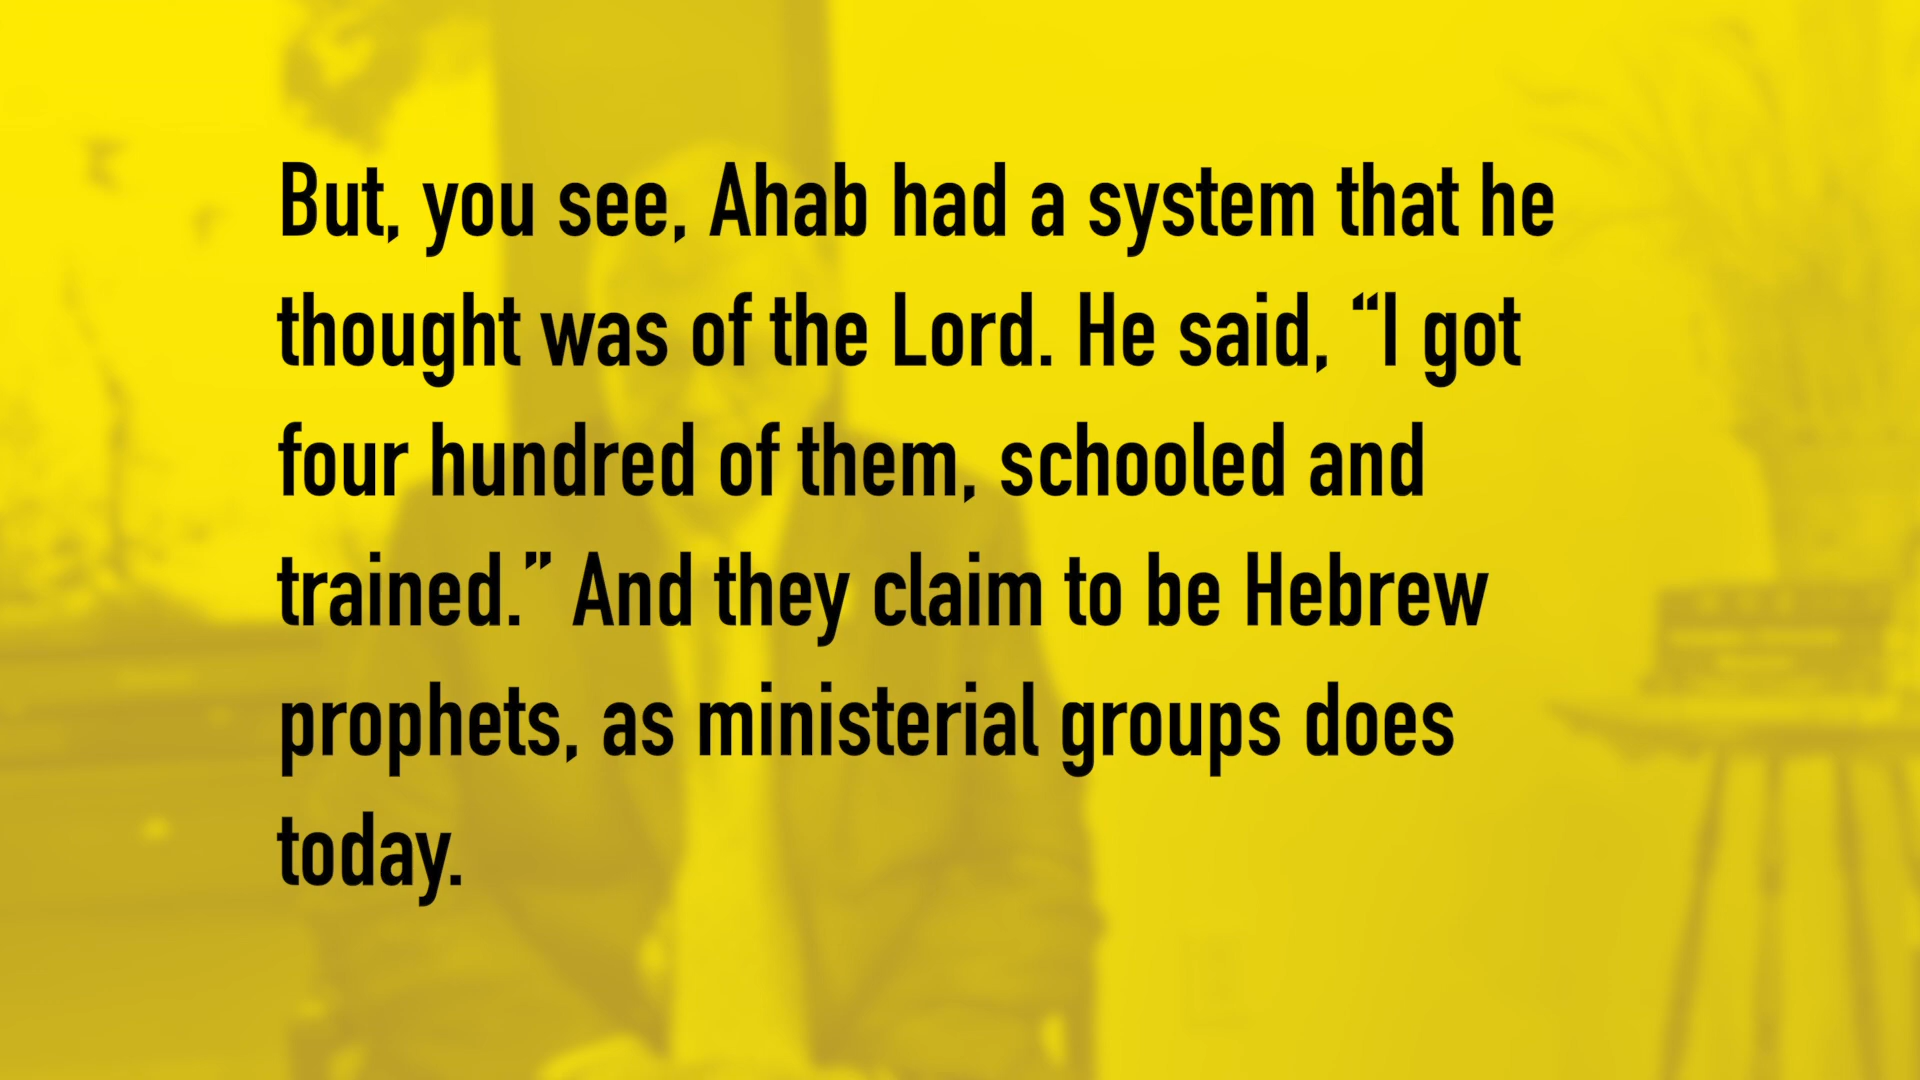 But, you see, Ahab had a system that he
thought was of the Lord. He said, “I got
four hundred of them, schooled and
trained.” And they claim to be Hebrew
prophets, as ministerial groups does
today.